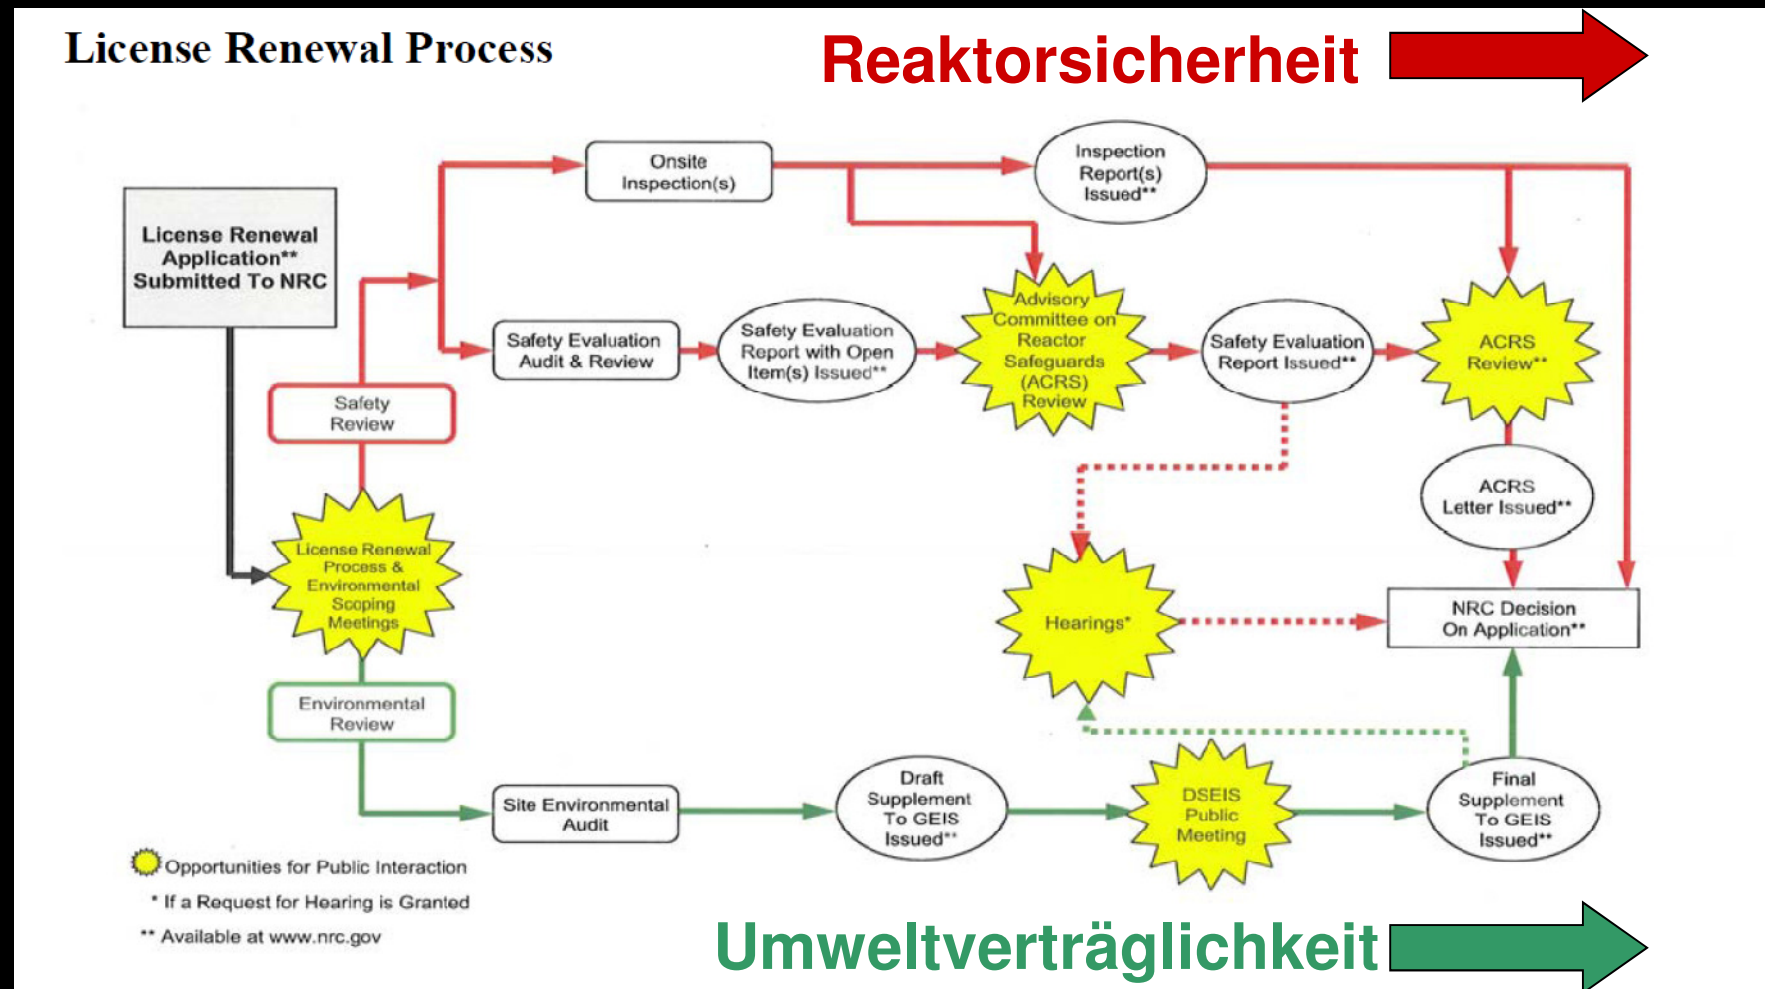 License Renewal Process
Reaktorsicherheit
Onsite
Inspection(s)
Inspection
Report(s)
Issued**
License Renewal
Application**
Submitted To NRC
Safety Evaluation
Audit & Review
Safety Evaluation
Report with Open
Item(s) Issued**
Advisory
Committee on
Reactor
Safeguards
(ACRS)
Review
Safety Evaluation
Report Issued**
ACRS
Review**
Safety
Review
ACRS
Letter Issued**
License Renewal
Process &
Environmental
Scoping
Meetings
Hearings*
NRC Decision
On Application**
Environmental
Review
Site Environmental
Audit
Draft
Supplement
To GEIS
Issued**
DSEIS
Public
Meeting
Final
Supplement
To GEIS
Issued**
Opportunities for Public Interaction
* If a Request for Hearing is Granted
** Available at www.nrc.gov
Umweltverträglichkeit